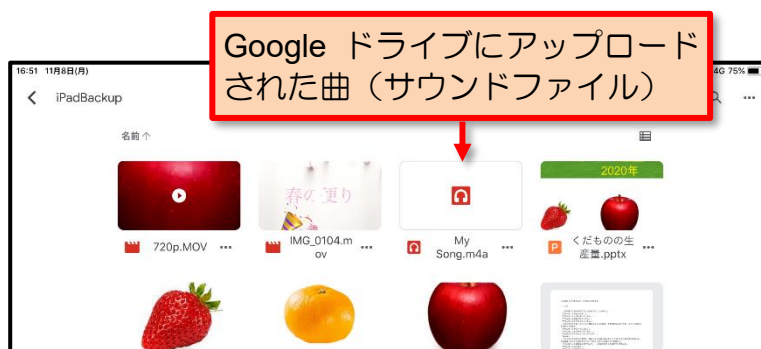 Google ドライブにアップロード
された曲（サウンドファイル）
16:51 11月8日(月)
4G 75%
iPadBackup
名前
2020年
春の
り
720p.MOV
IMG_0104.m
ov
My
Song.m4a
P
くだものの生
産量.pptx